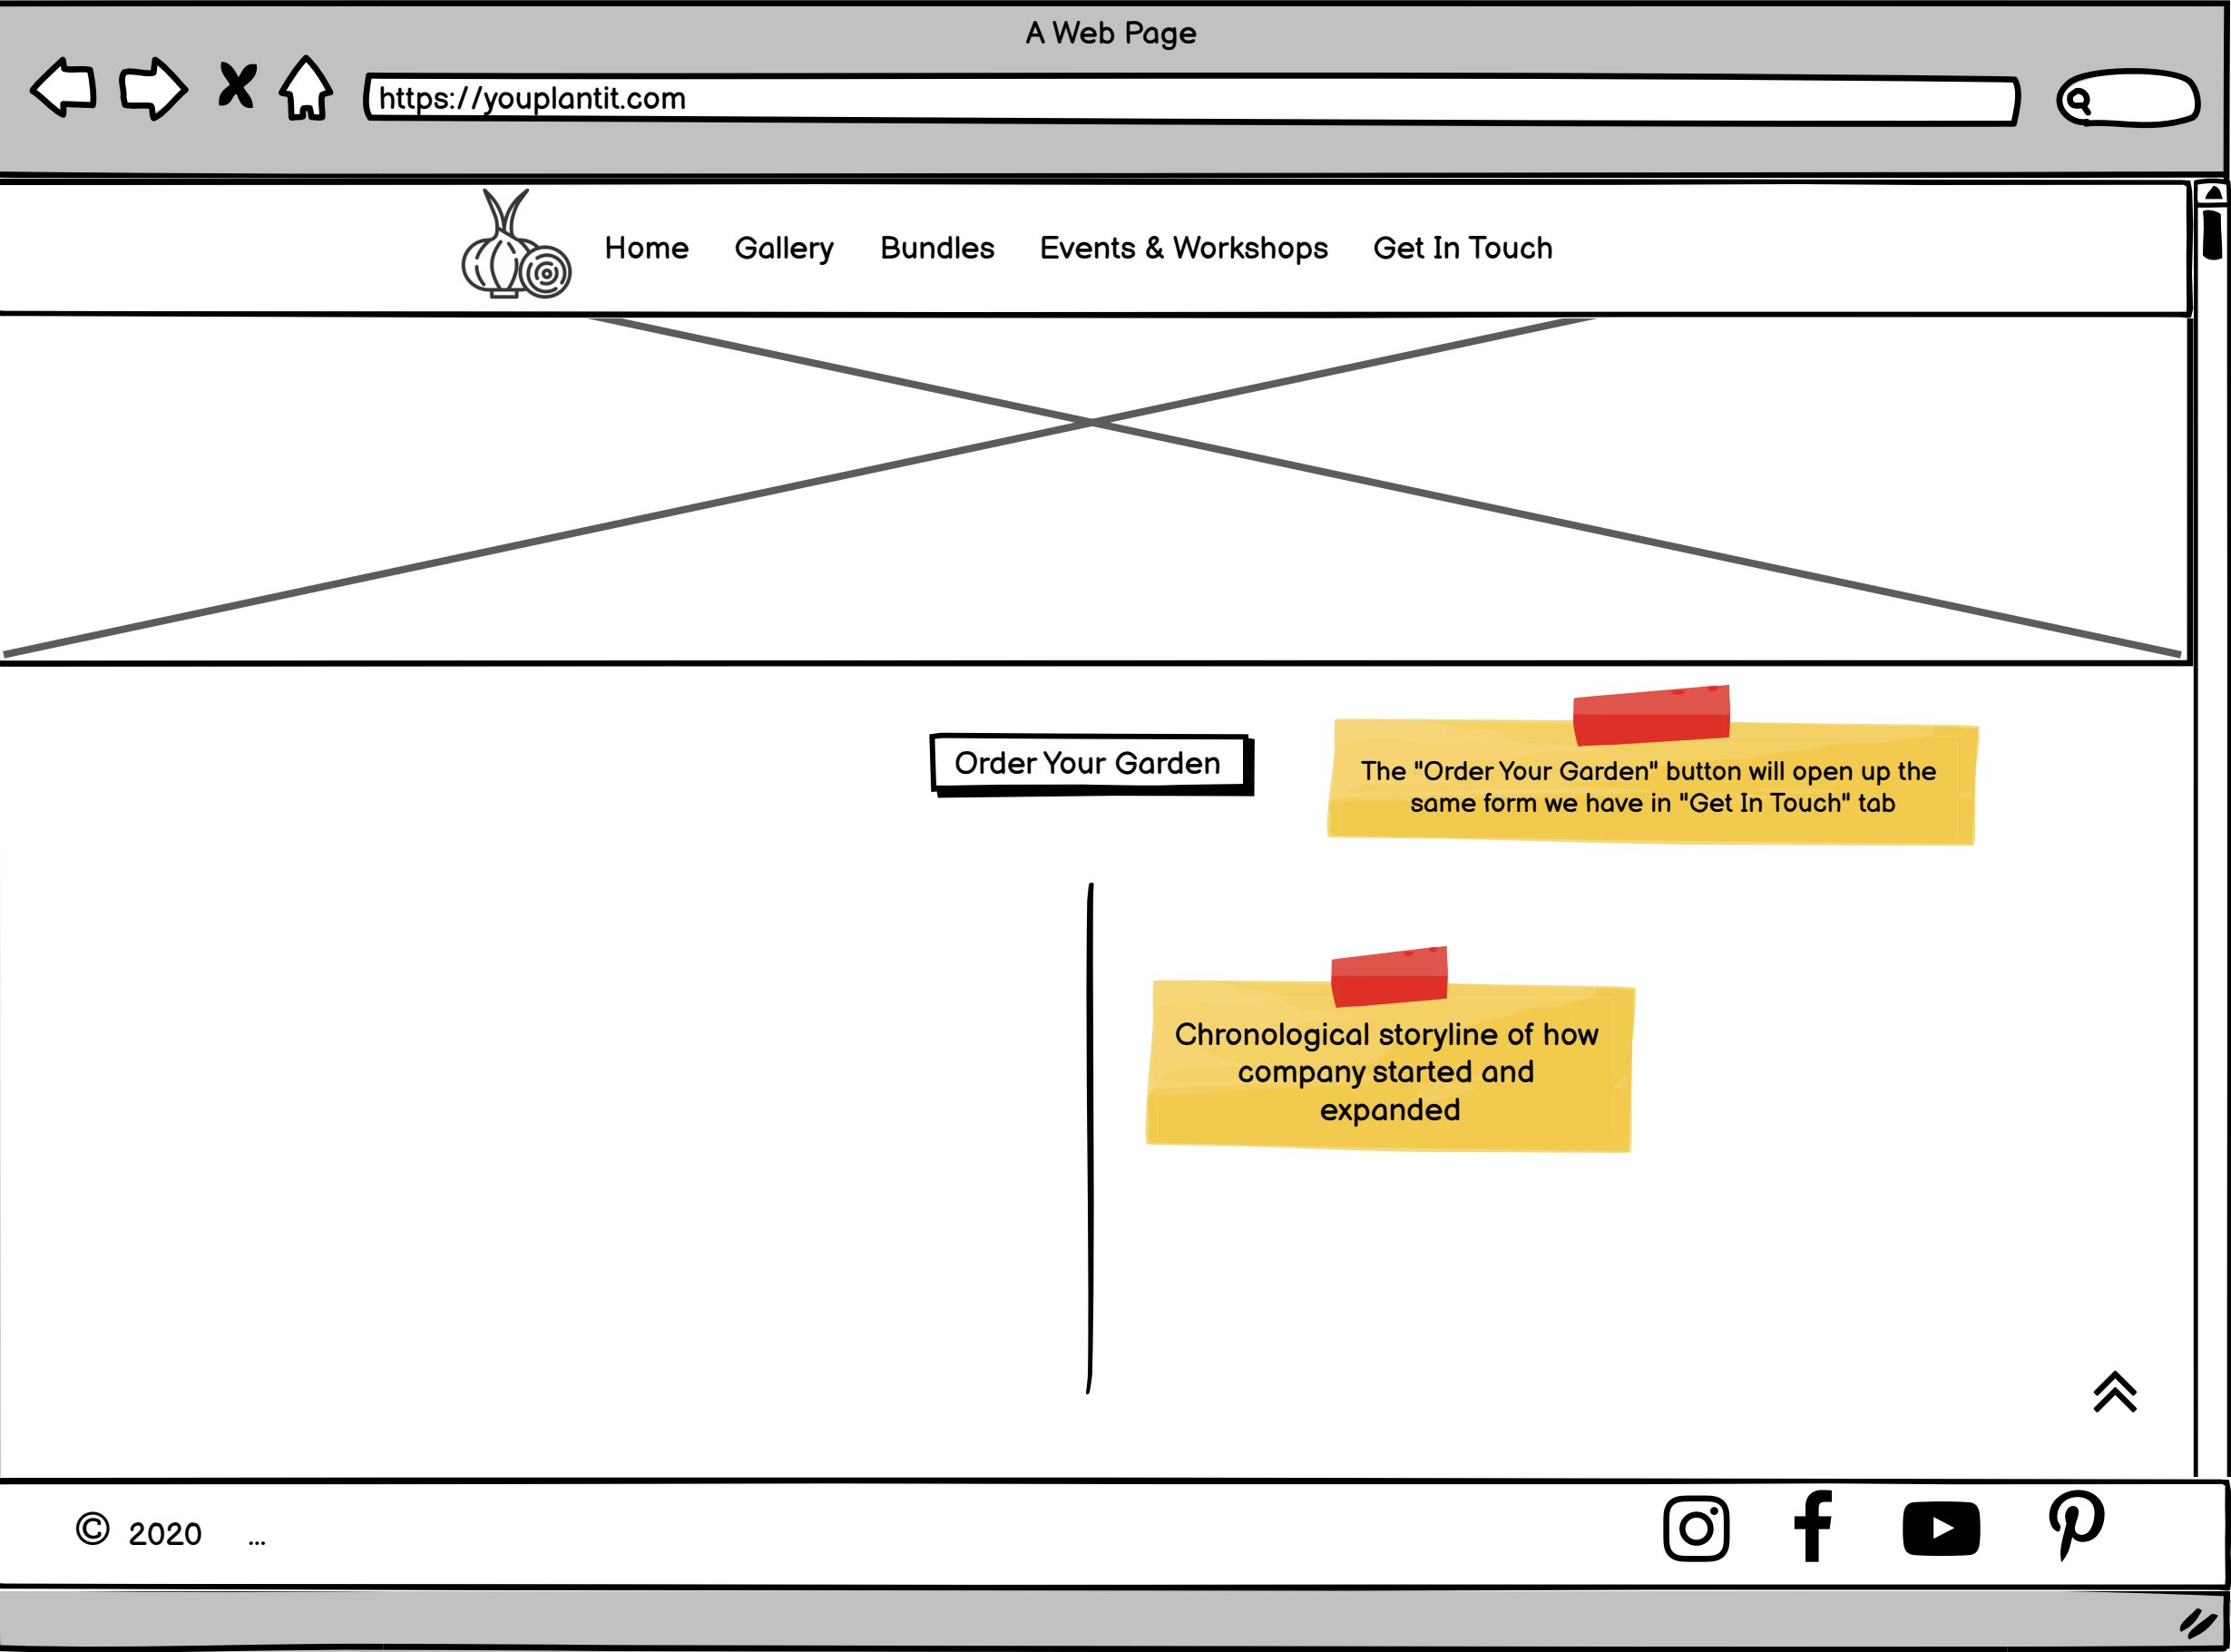 A Web Page
https://youplantit.com
Home Gallery Bundles Events & Workshops Get In Touch
Order Your Garden
The "Order Your Garden" button will open up the
same form we have in "Get In Touch" tab
Chronological storyline of how
company started and
expanded
© 2020 ...